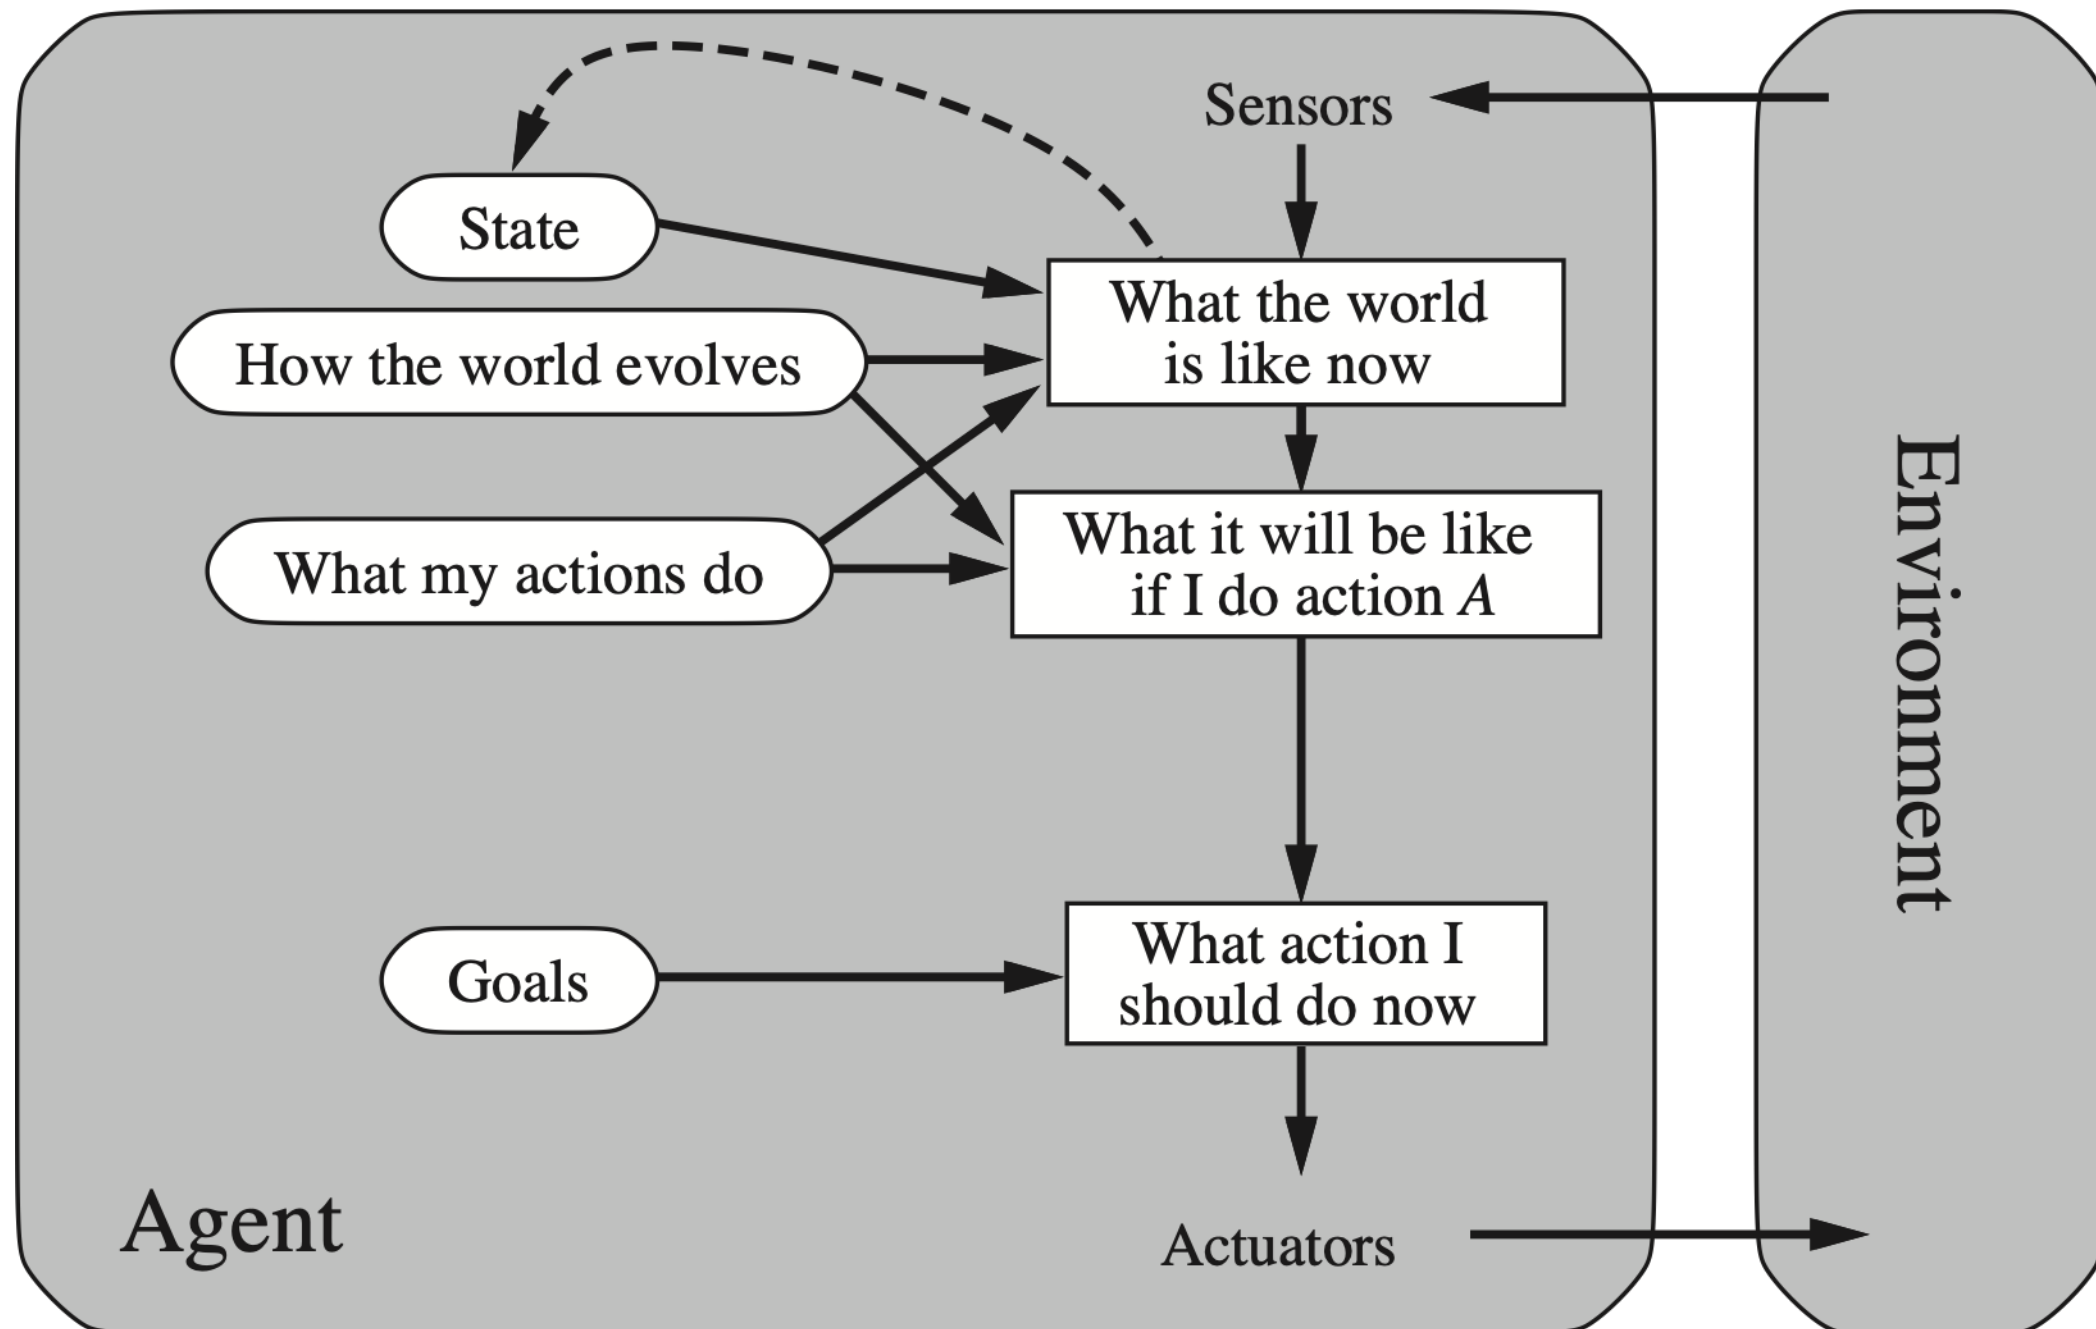 Sensors
State
What the world
is like now
How the world evolves
What it will be like
if I do action A
What my actions do
Environment
Goals
What action I
should do now
Agent
Actuators